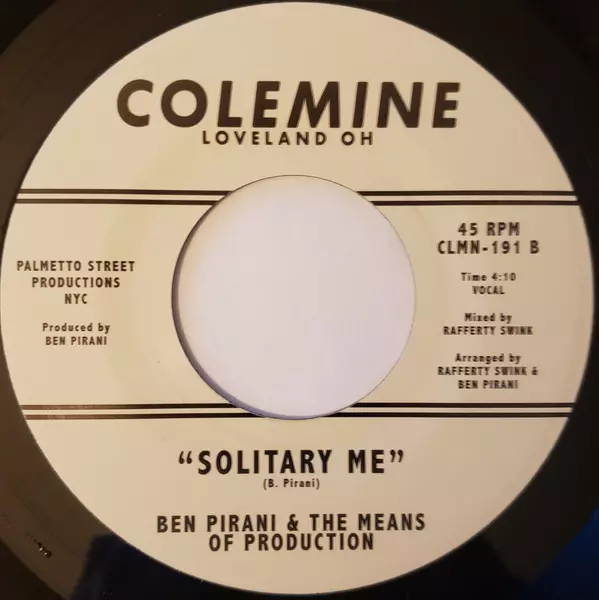 COLEMINE
LOVELAND OH
PALMETTO STREET
PRODUCTIONS
NYC
Produced by
BEN PIRANI
45 RPM
CLMN-191 B
Time 4:10
VOCAL
Mixed by
RAFFERTY SWINK
Arranged by
RAFFERTY SWINK &
BEN PIRANI
"SOLITARY ME"
(B. Pirani)
BEN PIRANI & THE MEANS
OF PRODUCTION